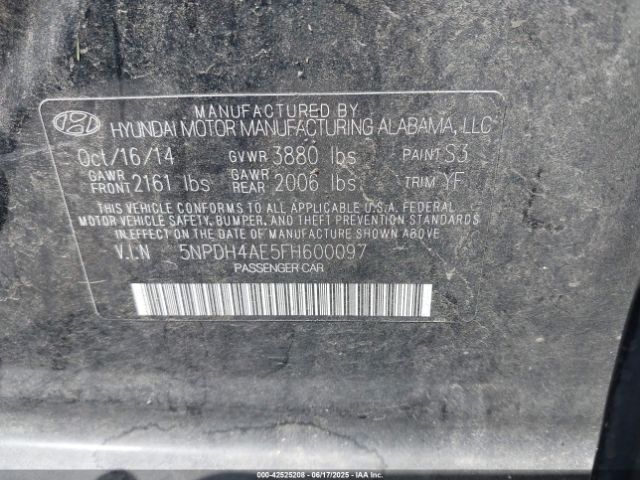 MANUFACTURED BY
HYUNDAI MOTOR MANUFACTURING ALABAMA, LLC
Oct/16/14 GVWR 3880 lbs PAINT S3
GAWR FRONT 2161 lbs GAWR REAR 2006 lbs TRIM YF
THIS VEHICLE CONFORMS TO ALL APPLICABLE U.S.A. FEDERAL
MOTOR VEHICLE SAFETY, BUMPER, AND THEFT PREVENTION STANDARDS
IN EFFECT ON THE DATE OF MANUFACTURE SHOWN ABOVE
V.I.N 5NPDH4AE5FH600097
PASSENGER CAR
000-42525208 - 06/17/2025 - IAA Inc.